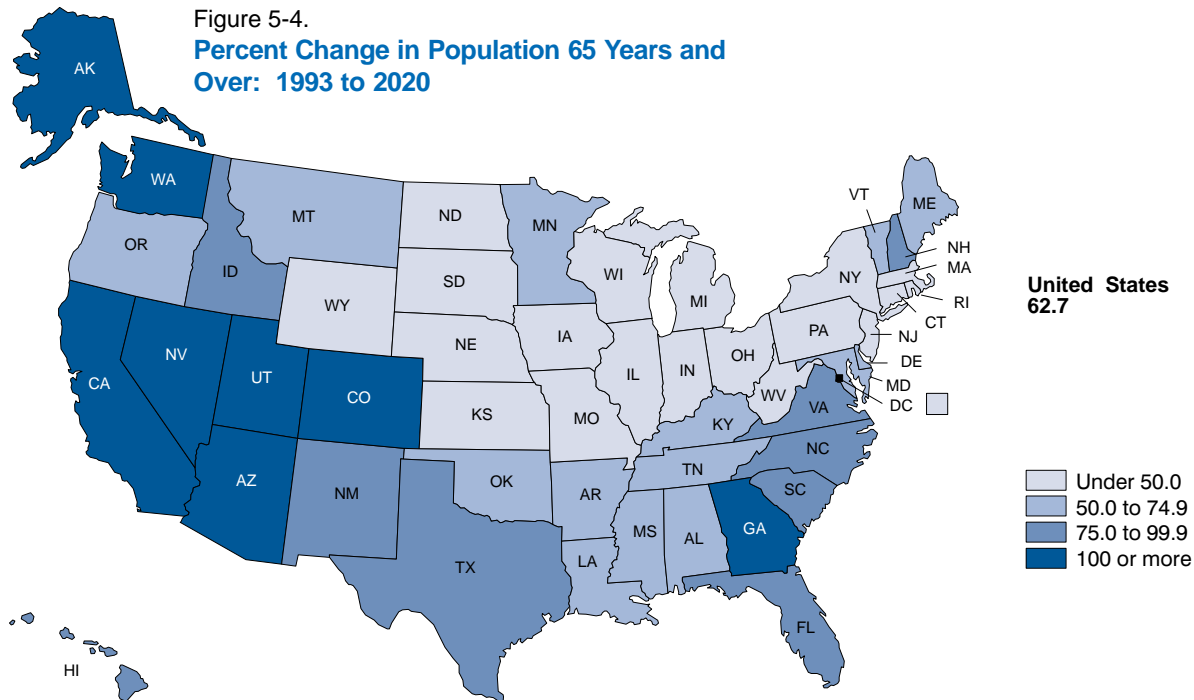 Figure 5-4.
Percent Change in Population 65 Years and
Over: 1993 to 2020
AK
WA
MT
ND
MN
VT
ME
OR
ID
WY
SD
WI
MI
NY
NH
MA
RI
CT
United States
62.7
NV
UT
CO
CA
NE
IA
IL
IN
OH
PA
NJ
DE
MD
DC
KS
MO
WV
VA
KY
NC
AZ
NM
OK
AR
TN
SC
TX
LA
MS
AL
GA
FL
HI
Under 50.0
50.0 to 74.9
75.0 to 99.9
100 or more